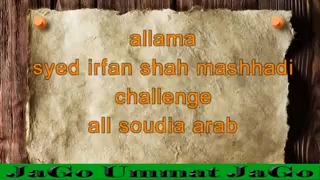 allama
syed irfan shah mashhadi
challenge
all soudia arab
JaGo Ummat JaGo